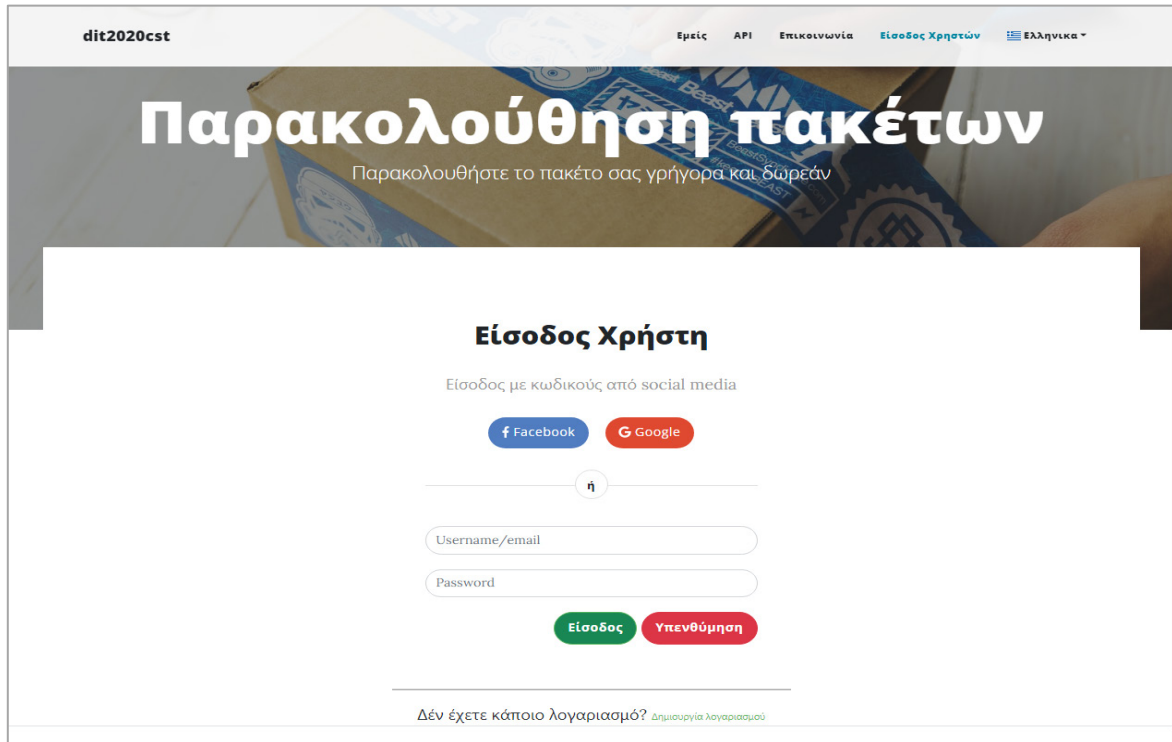 dit2020cst Εμείς API Επικοινωνία Είσοδος Χρηστών Ελληνικα
Παρακολούθηση πακέτων
Παρακολουθήστε το πακέτο σας γρήγορα και δωρεάν
Είσοδος Χρήστη
Είσοδος με κωδικούς από social media
Facebook Google
ή
Username/email
Password
Είσοδος Υπενθύμηση
Δέν έχετε κάποιο λογαριασμό? Δημιουργία λογαριασμού